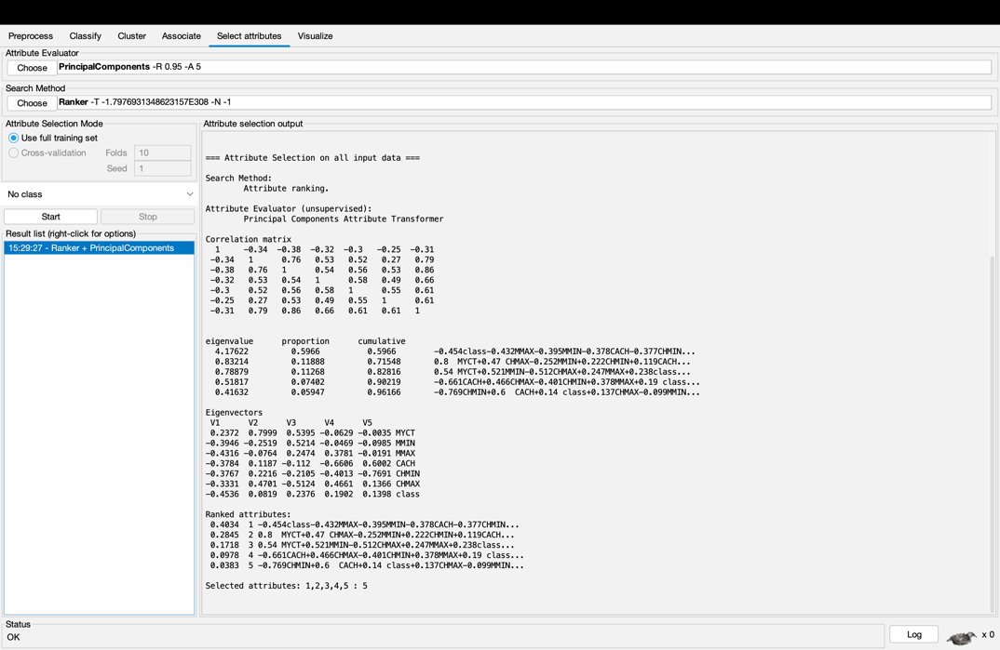 Preprocess Classify Cluster Associate Select attributes Visualize
Attribute Evaluator
Choose PrincipalComponents -R 0.95 -A 5
Search Method
Choose Ranker -T -1.7976931348623157E308 -N -1
Attribute Selection Mode
Use full training set
Cross-validation Folds 10
Seed 1
No class
Start Stop
Result list (right-click for options)
15:29:27 - Ranker + PrincipalComponents
Attribute selection output
=== Attribute Selection on all input data ===
Search Method:
Attribute ranking.
Attribute Evaluator (unsupervised):
Principal Components Attribute Transformer
Correlation matrix
1 -0.34 -0.38 -0.32 -0.3 -0.25 -0.31
-0.34 1 0.76 0.53 0.52 0.27 0.79
-0.38 0.76 1 0.54 0.56 0.53 0.86
-0.32 0.53 0.54 1 0.58 0.49 0.66
-0.3 0.52 0.56 0.58 1 0.55 0.61
-0.25 0.27 0.53 0.49 0.55 1 0.61
-0.31 0.79 0.86 0.66 0.61 0.61 1
eigenvalue proportion cumulative
4.17622 0.5966 0.5966 -0.454class-0.432MMAX-0.395MMIN-0.378CACH-0.377CHMIN...
0.83214 0.11888 0.71548 0.8 MYCT+0.47 CHMAX-0.252MMIN+0.222CHMIN+0.119CACH...
0.78879 0.11268 0.82816 0.54 MYCT+0.521MMIN-0.512CHMAX+0.247MMAX+0.238class...
0.51817 0.07402 0.90219 -0.661CACH+0.466CHMAX-0.401CHMIN+0.378MMAX+0.19 class...
0.41632 0.05947 0.96166 -0.769CHMIN+0.6 CACH+0.14 class+0.137CHMAX-0.099MMIN...
Eigenvectors
V1 V2 V3 V4 V5
0.2372 0.7999 0.5395 -0.0629 -0.0035 MYCT
-0.3946 -0.2519 0.5214 -0.0469 -0.0985 MMIN
-0.4316 -0.0764 0.2474 0.3781 -0.0191 MMAX
-0.3784 0.1187 -0.112 -0.6606 0.6002 CACH
-0.3767 0.2216 -0.2105 -0.4013 -0.7691 CHMIN
-0.3331 0.4701 -0.5124 0.4661 0.1366 CHMAX
-0.4536 0.0819 0.2376 0.1902 0.1398 class
Ranked attributes:
0.4034 1 -0.454class-0.432MMAX-0.395MMIN-0.378CACH-0.377CHMIN...
0.2845 2 0.8 MYCT+0.47 CHMAX-0.252MMIN+0.222CHMIN+0.119CACH...
0.1718 3 0.54 MYCT+0.521MMIN-0.512CHMAX+0.247MMAX+0.238class...
0.0978 4 -0.661CACH+0.466CHMAX-0.401CHMIN+0.378MMAX+0.19 class...
0.0383 5 -0.769CHMIN+0.6 CACH+0.14 class+0.137CHMAX-0.099MMIN...
Selected attributes: 1,2,3,4,5 : 5
Status
OK
Log
x 0